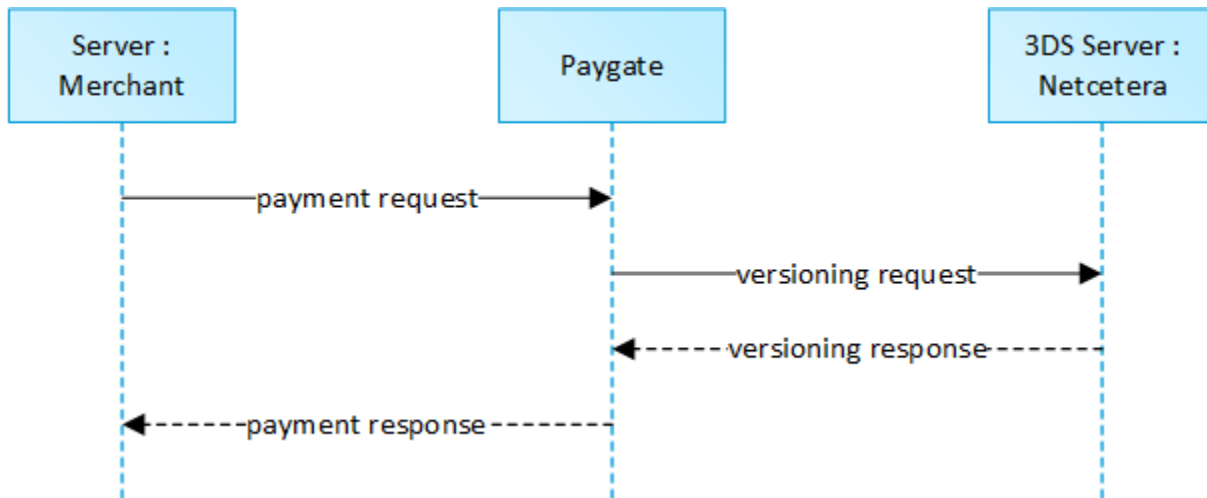 Server :
Merchant
Paygate
3DS Server :
Netcetera
payment request
versioning request
versioning response
payment response